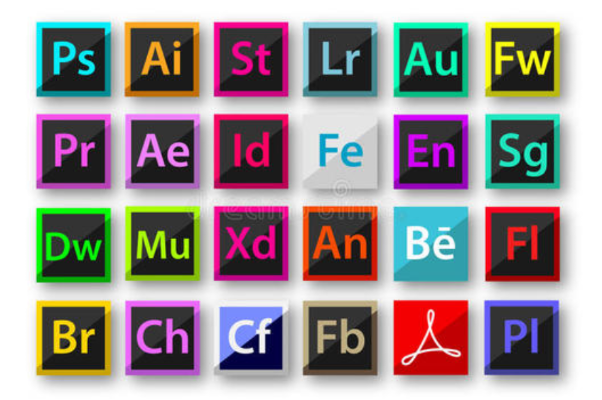 Ps Ai St Lr Au Fw
Pr Ae Id Fe En Sg
Dw Mu Xd An Bē Fl
Br Ch Cf Fb Pl